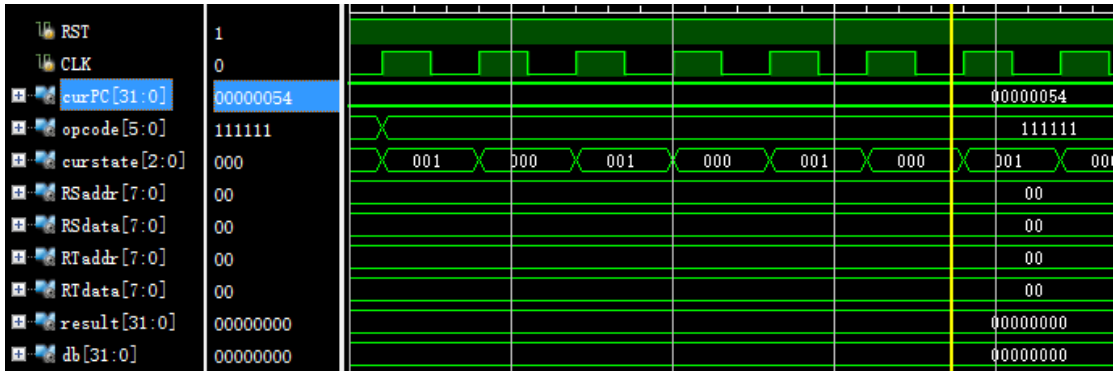 RST 1
CLK 0
curPC[31:0] 00000054 00000054
opcode[5:0] 111111 111111
curstate[2:0] 000 001 000 001 000 001 000 001 00
RSaddr[7:0] 00 00
RSdata[7:0] 00 00
RTaddr[7:0] 00 00
RTdata[7:0] 00 00
result[31:0] 00000000 00000000
db[31:0] 00000000 00000000